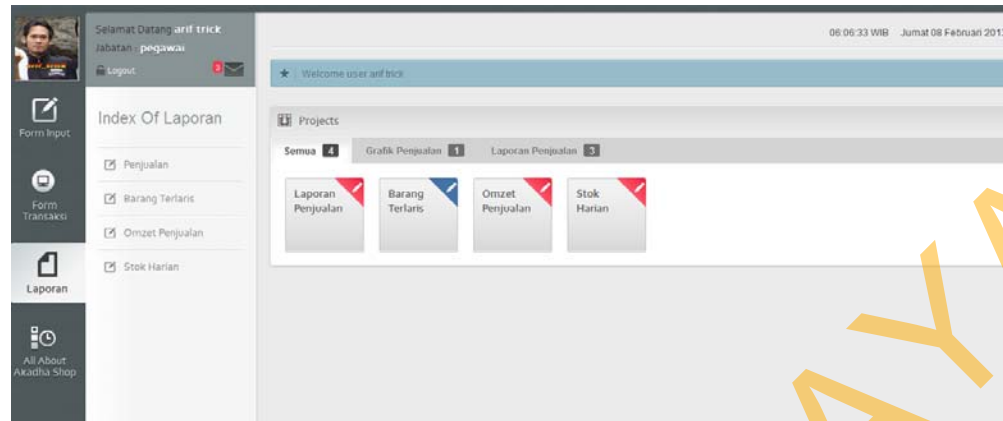 Selamat Datang arif trick
Jabatan : pegawai
Logout 3
06:06:33 WIB Jumat 08 Februari 2013
Welcome user arif trick
Form Input
Form Transaksi
Laporan
All About Akadha Shop
Index Of Laporan
Penjualan
Barang Terlaris
Omzet Penjualan
Stok Harian
Projects
Semua 4 Grafik Penjualan 1 Laporan Penjualan 3
Laporan Penjualan
Barang Terlaris
Omzet Penjualan
Stok Harian